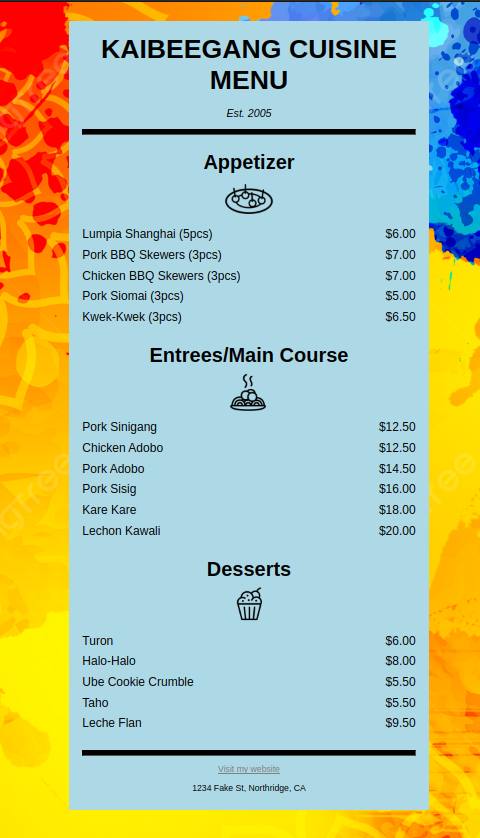 KAIBEEGANG CUISINE
MENU
Est. 2005
Appetizer
Lumpia Shanghai (5pcs) $6.00
Pork BBQ Skewers (3pcs) $7.00
Chicken BBQ Skewers (3pcs) $7.00
Pork Siomai (3pcs) $5.00
Kwek-Kwek (3pcs) $6.50
Entrees/Main Course
Pork Sinigang $12.50
Chicken Adobo $12.50
Pork Adobo $14.50
Pork Sisig $16.00
Kare Kare $18.00
Lechon Kawali $20.00
Desserts
Turon $6.00
Halo-Halo $8.00
Ube Cookie Crumble $5.50
Taho $5.50
Leche Flan $9.50
Visit my website
1234 Fake St, Northridge, CA